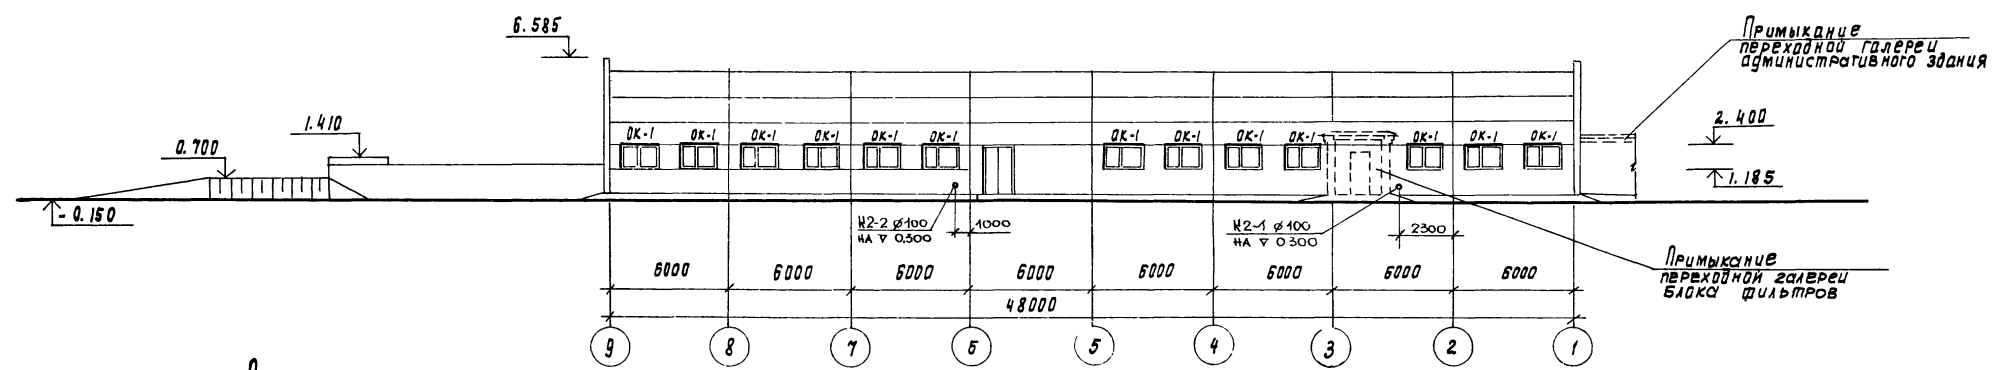 6.585
Примыкание
переходной галереи
административного здания
1.410
0.700
ОК-1 ОК-1 ОК-1 ОК-1 ОК-1 ОК-1 ОК-1 ОК-1 ОК-1 ОК-1 ОК-1 ОК-1 ОК-1
2.400
1.185
- 0.150
К2-2 ø100
НА ▽ 0,300
1000
К2-1 ø100
НА ▽ 0 300
2300
Примыкание
переходной галереи
блока фильтров
6000 6000 6000 6000 6000 6000 6000 6000
48000
9 8 7 6 5 4 3 2 1